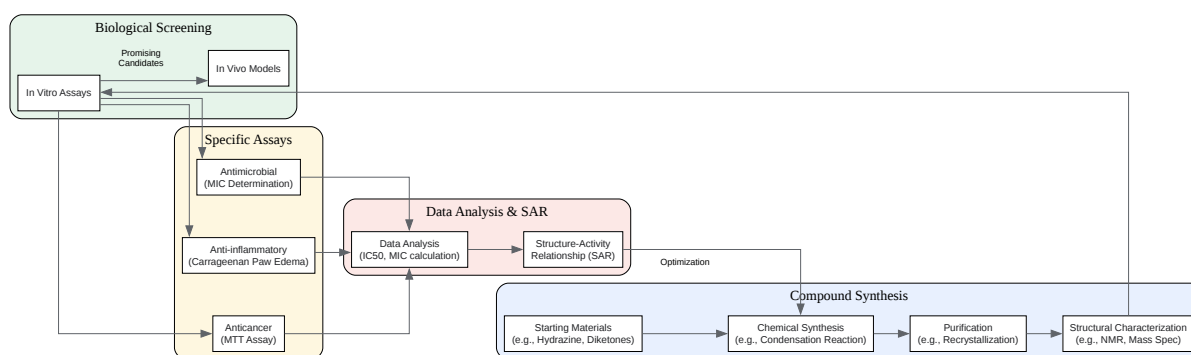 Biological Screening
Promising
Candidates
In Vivo Models
In Vitro Assays
Specific Assays
Antimicrobial
(MIC Determination)
Data Analysis & SAR
Anti-inflammatory
(Carrageenan Paw Edema)
Data Analysis
(IC50, MIC calculation)
Structure-Activity
Relationship (SAR)
Optimization
Compound Synthesis
Anticancer
(MTT Assay)
Starting Materials
(e.g., Hydrazine, Diketones)
Chemical Synthesis
(e.g., Condensation Reaction)
Purification
(e.g., Recrystallization)
Structural Characterization
(e.g., NMR, Mass Spec)